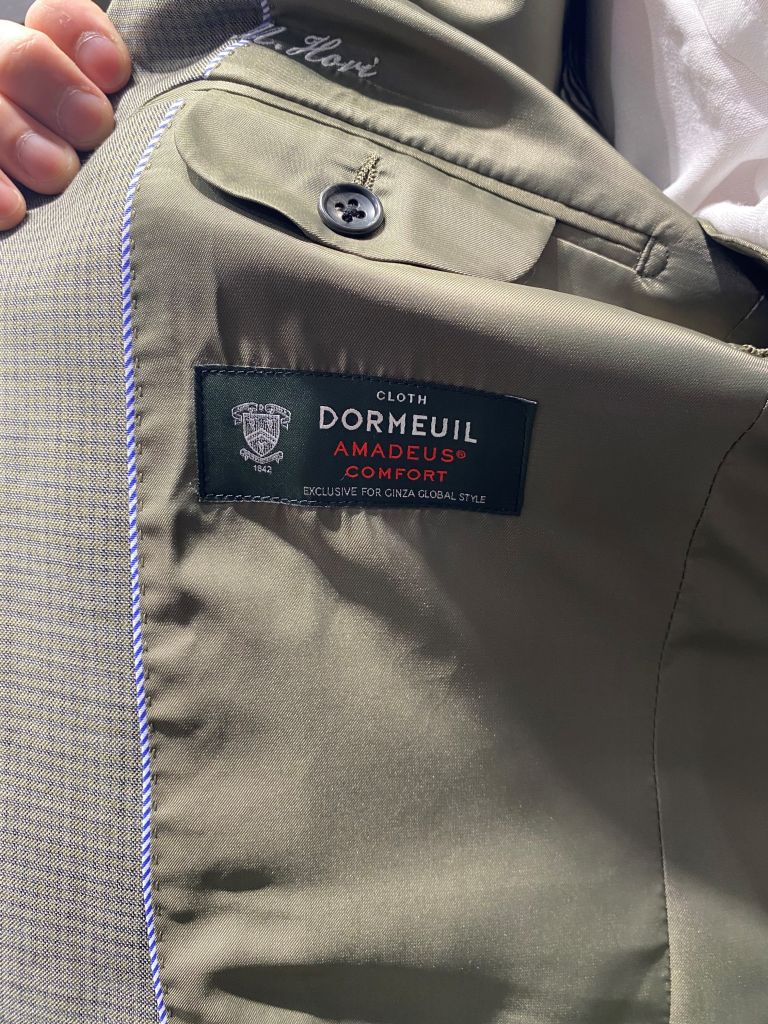 Hori
CLOTH
DORMEUIL
AMADEUS®
COMFORT
1842
EXCLUSIVE FOR GINZA GLOBAL STYLE